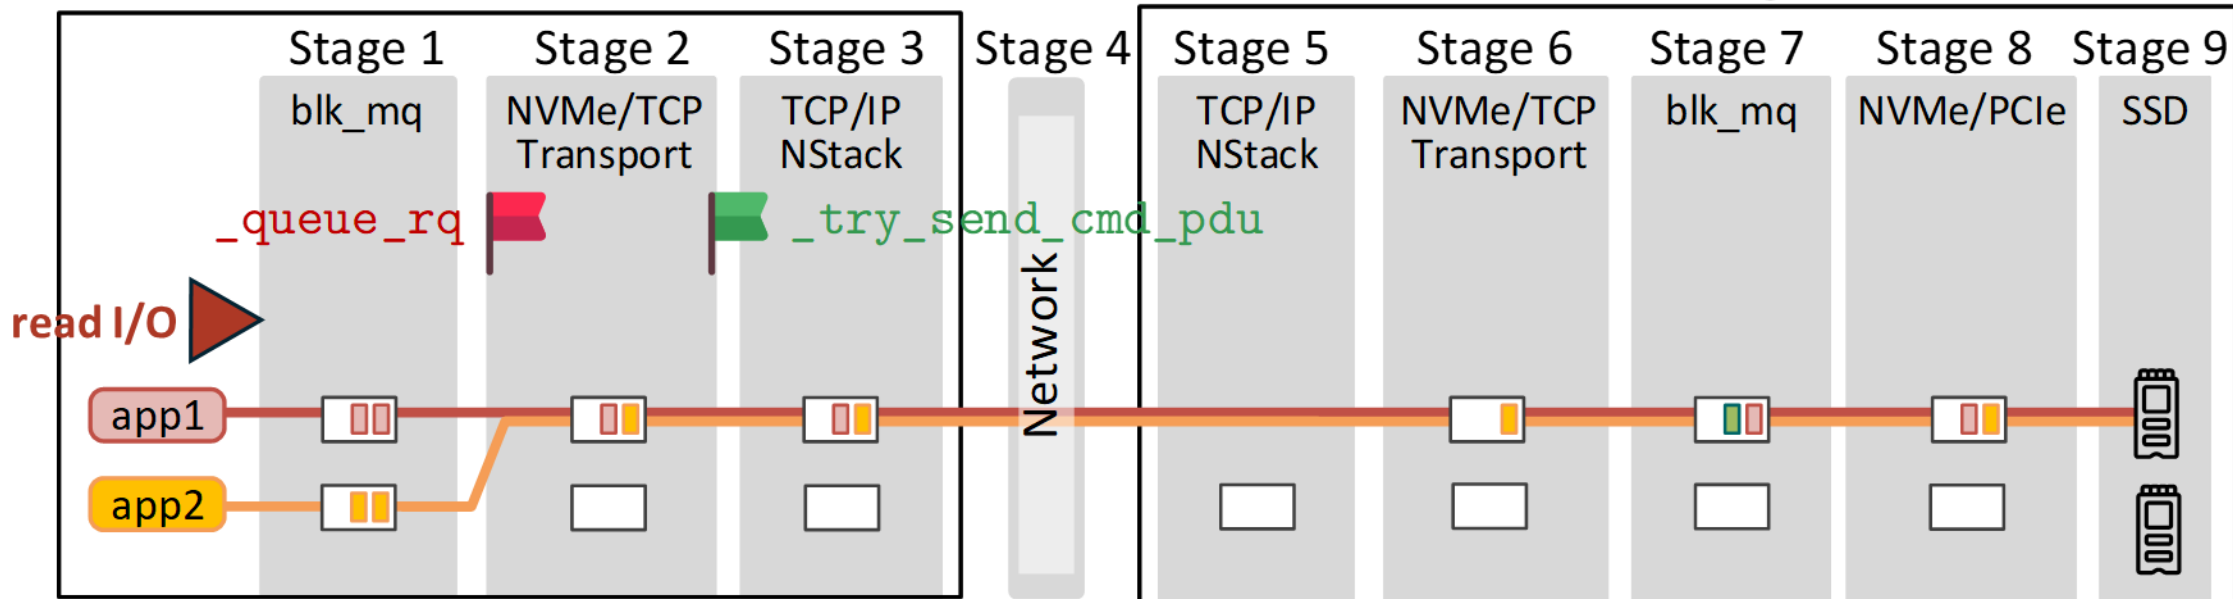 Stage 1
Stage 2
Stage 3
Stage 4
Stage 5
Stage 6
Stage 7
Stage 8
Stage 9
blk_mq
NVMe/TCP
Transport
TCP/IP
NStack
TCP/IP
NStack
NVMe/TCP
Transport
blk_mq
NVMe/PCIe
SSD
_queue_rq
_try_send_cmd_pdu
Network
read I/O
app1
app2